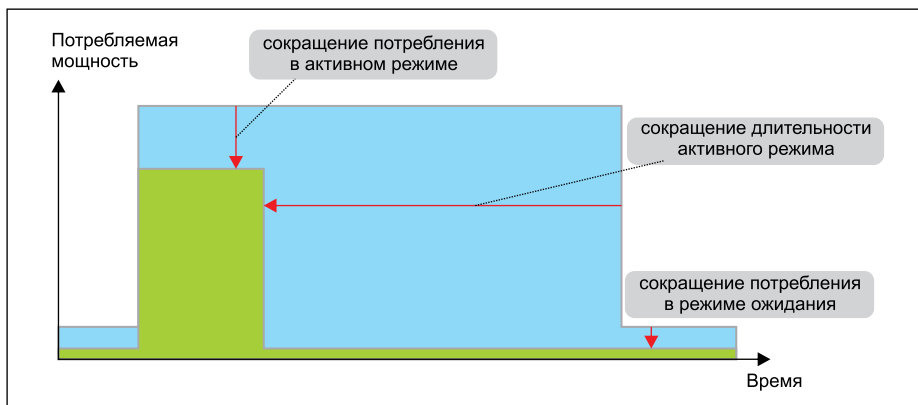 Потребляемая
мощность
сокращение потребления
в активном режиме
сокращение длительности
активного режима
сокращение потребления
в режиме ожидания
Время